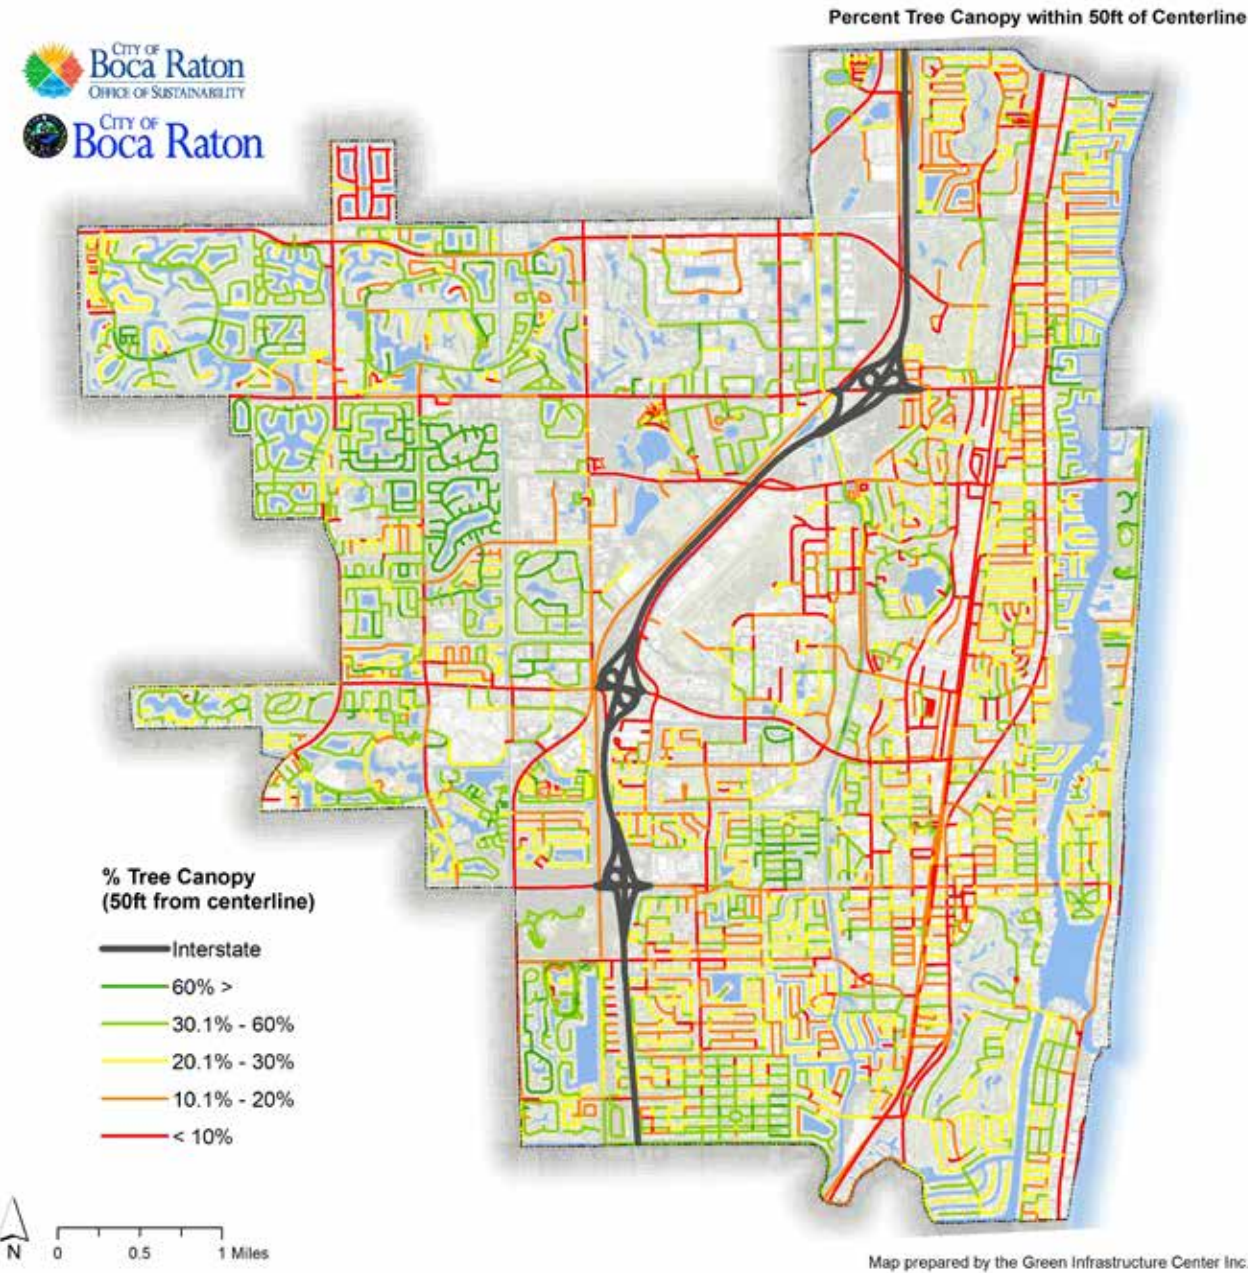 Percent Tree Canopy within 50ft of Centerline
CITY OF
Boca Raton
OFFICE OF SUSTAINABILITY
CITY OF
Boca Raton
% Tree Canopy
(50ft from centerline)
Interstate
60% >
30.1% - 60%
20.1% - 30%
10.1% - 20%
< 10%
N
0 0.5 1 Miles
Map prepared by the Green Infrastructure Center Inc